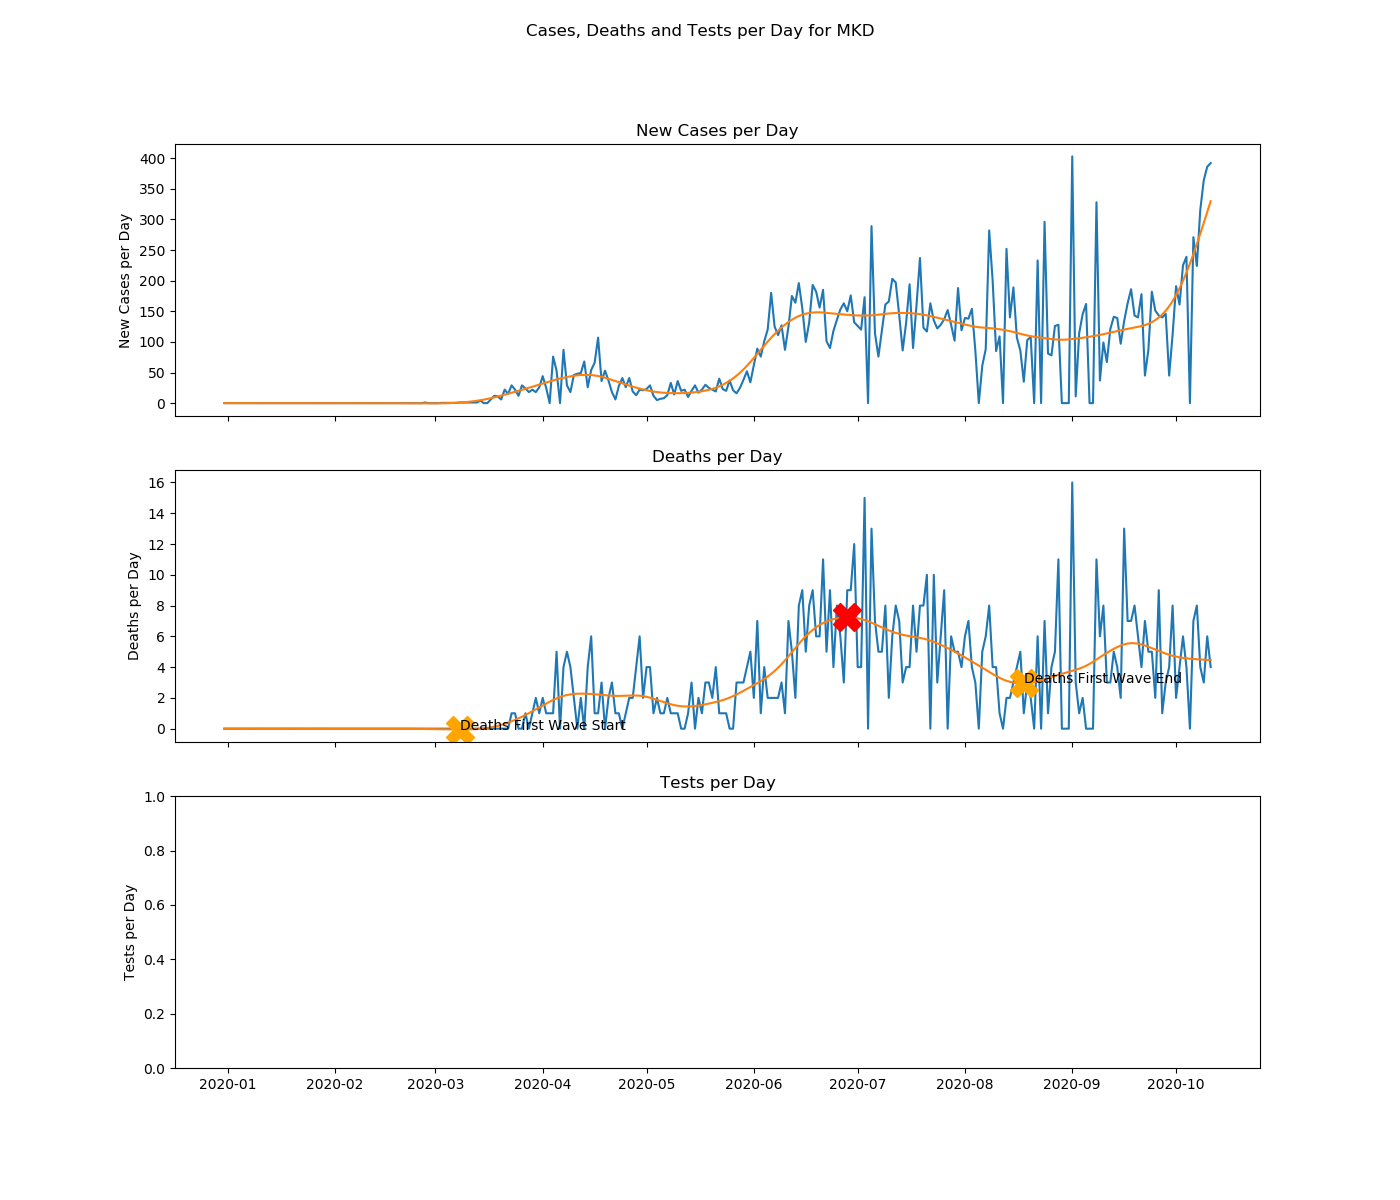 Cases, Deaths and Tests per Day for MKD
New Cases per Day
New Cases per Day
400
350
300
250
200
150
100
50
0
Deaths per Day
Deaths per Day
16
14
12
10
8
6
4
2
0
Deaths First Wave Start
Deaths First Wave End
Tests per Day
Tests per Day
1.0
0.8
0.6
0.4
0.2
0.0
2020-01 2020-02 2020-03 2020-04 2020-05 2020-06 2020-07 2020-08 2020-09 2020-10